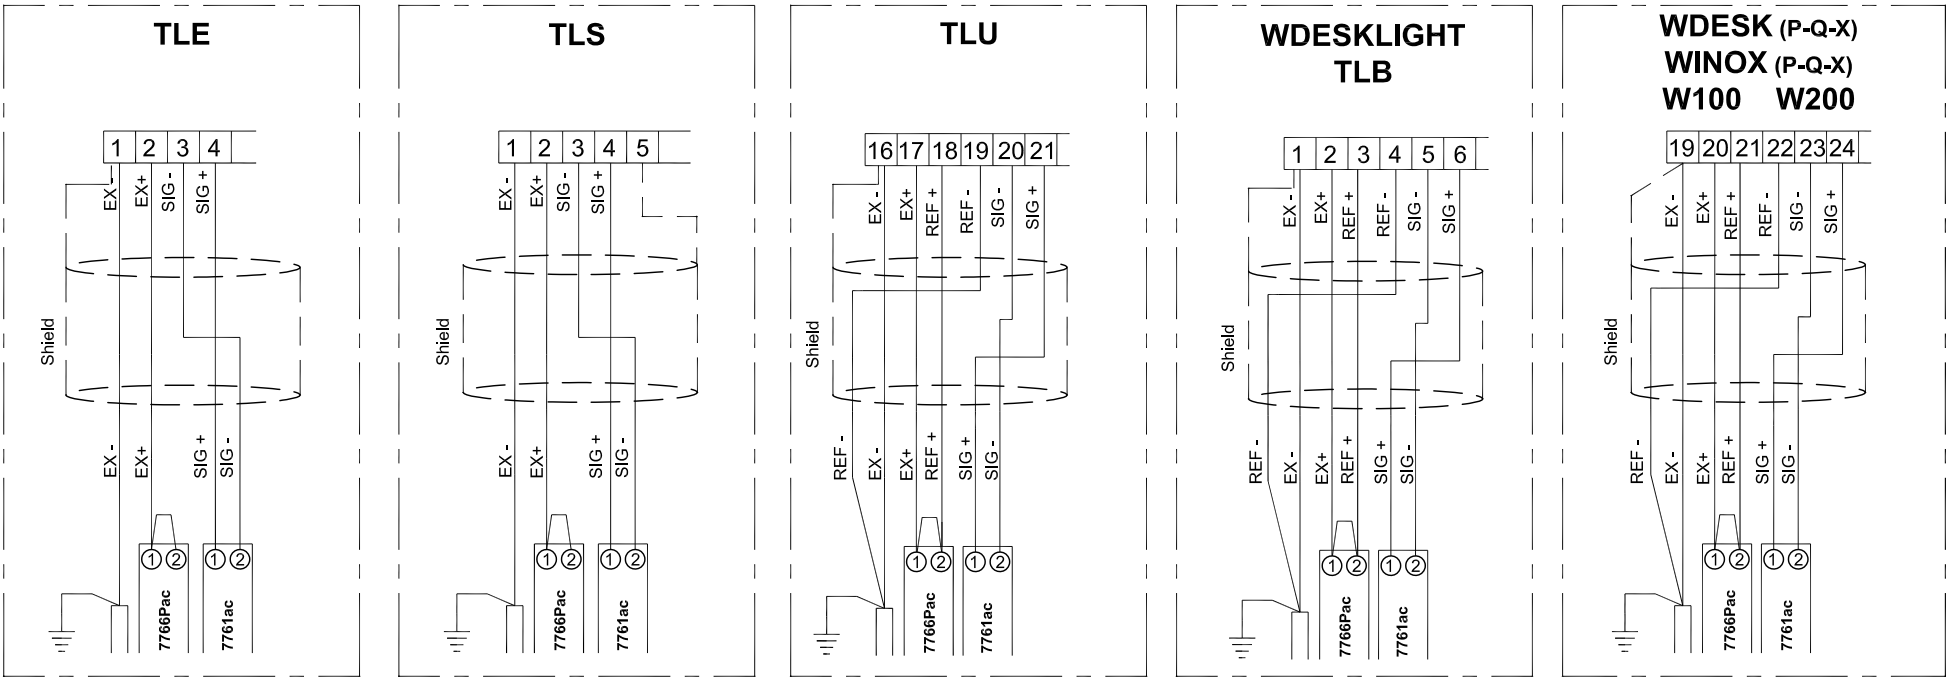 TLE
1 2 3 4
EX - EX+ SIG - SIG +
Shield
EX - EX+ SIG + SIG -
1 2 1 2
7766Pac 7761ac
TLS
1 2 3 4 5
EX - EX+ SIG - SIG +
Shield
EX - EX+ SIG + SIG -
1 2 1 2
7766Pac 7761ac
TLU
16 17 18 19 20 21
EX - EX+ REF + REF - SIG - SIG +
Shield
REF - EX - EX+ REF + SIG + SIG -
1 2 1 2
7766Pac 7761ac
WDESKLIGHT
TLB
1 2 3 4 5 6
EX - EX+ REF + REF - SIG - SIG +
Shield
REF - EX - EX+ REF + SIG + SIG -
1 2 1 2
7766Pac 7761ac
WDESK (P-Q-X)
WINOX (P-Q-X)
W100 W200
19 20 21 22 23 24
EX - EX+ REF + REF - SIG - SIG +
Shield
REF - EX - EX+ REF + SIG + SIG -
1 2 1 2
7766Pac 7761ac